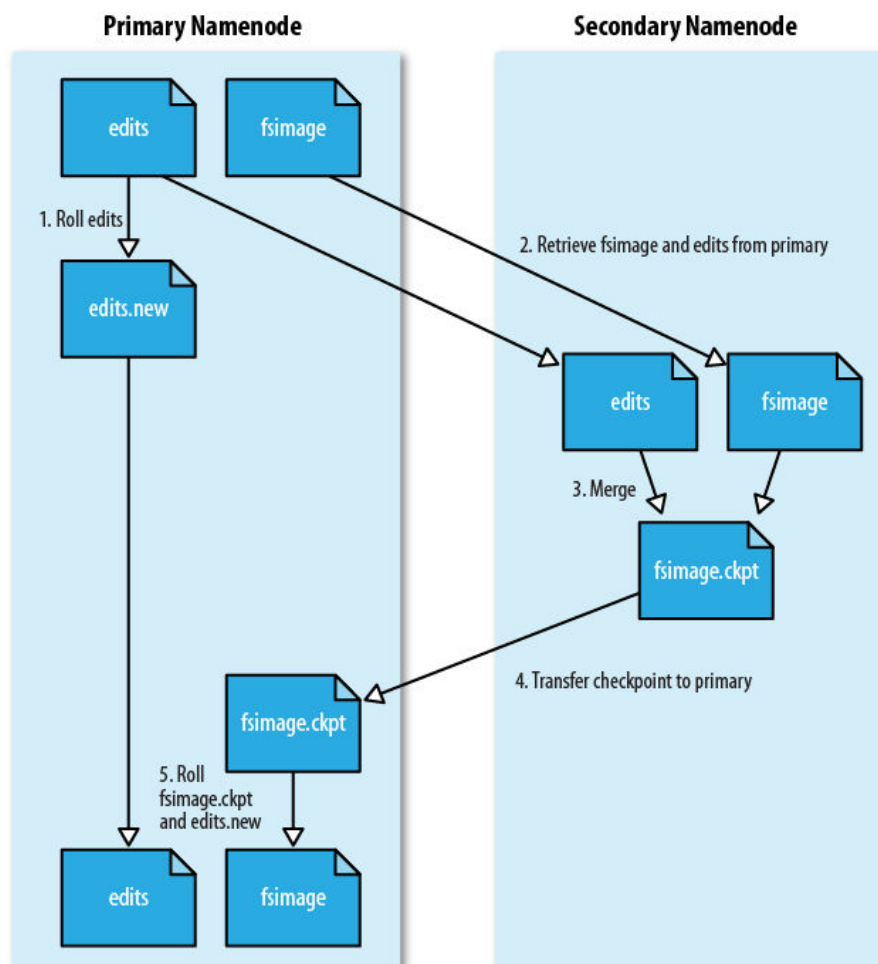 Primary Namenode
Secondary Namenode
edits
fsimage
1. Roll edits
2. Retrieve fsimage and edits from primary
edits.new
edits
fsimage
3. Merge
fsimage.ckpt
4. Transfer checkpoint to primary
fsimage.ckpt
5. Roll
fsimage.ckpt
and edits.new
edits
fsimage